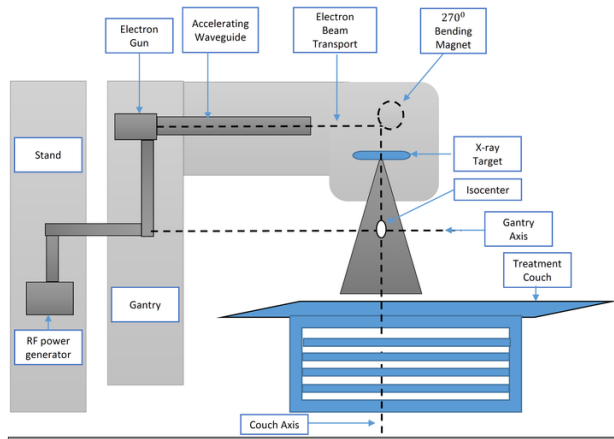 Electron
Gun
Accelerating
Waveguide
Electron
Beam
Transport
270⁰
Bending
Magnet
Stand
X-ray
Target
Isocenter
Gantry
Axis
Treatment
Couch
Gantry
RF power
generator
Couch Axis